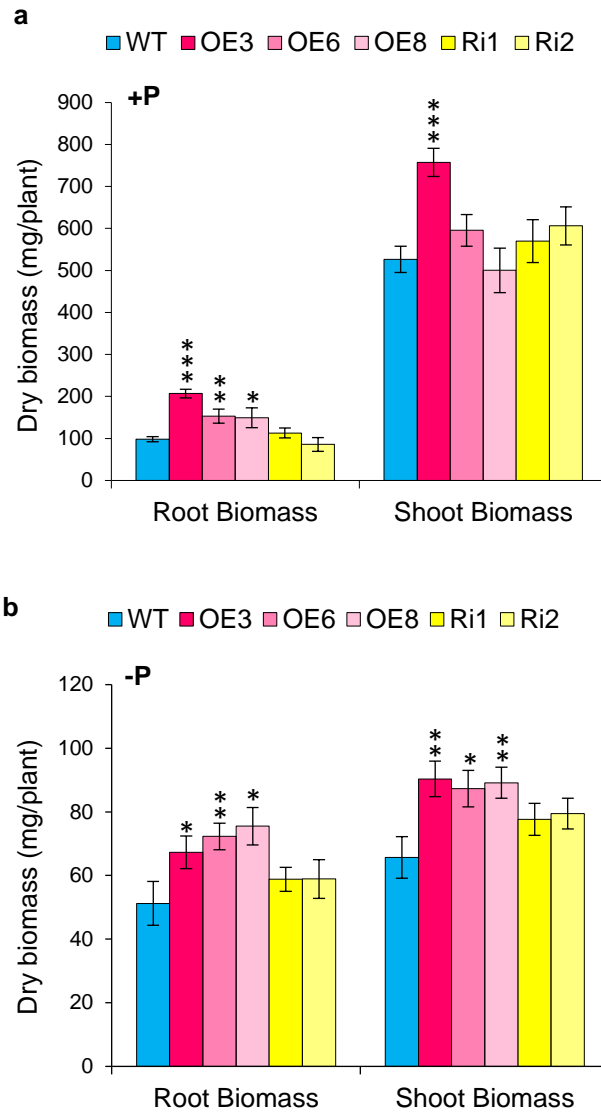 a
WT OE3 OE6 OE8 Ri1 Ri2
+P
Dry biomass (mg/plant)
900
800
700
600
500
400
300
200
100
0
***
**
*
***
Root Biomass Shoot Biomass
b
WT OE3 OE6 OE8 Ri1 Ri2
-P
Dry biomass (mg/plant)
120
100
80
60
40
20
0
*
**
*
**
*
**
Root Biomass Shoot Biomass